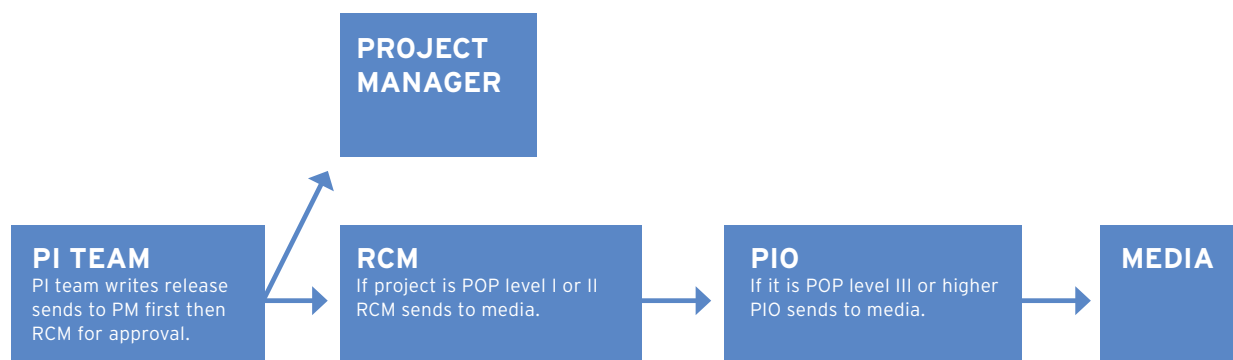 PROJECT
MANAGER
PI TEAM
PI team writes release
sends to PM first then
RCM for approval.
RCM
If project is POP level I or II
RCM sends to media.
PIO
If it is POP level III or higher
PIO sends to media.
MEDIA